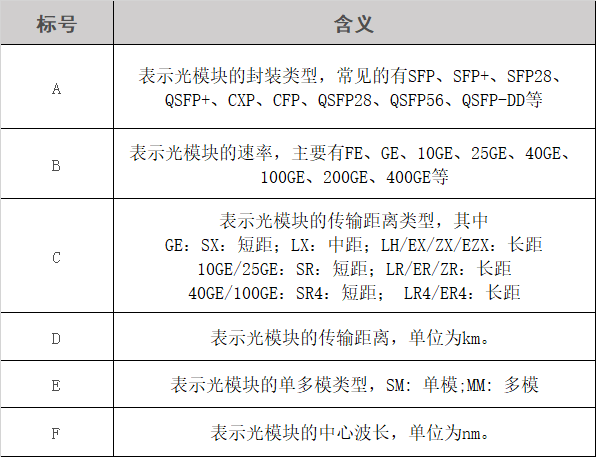 标号 含义
A 表示光模块的封装类型，常见的有SFP、SFP+、SFP28、
QSFP+、CXP、CFP、QSFP28、QSFP56、QSFP-DD等
B 表示光模块的速率，主要有FE、GE、10GE、25GE、40GE、
100GE、200GE、400GE等
C 表示光模块的传输距离类型，其中
GE：SX：短距；LX：中距；LH/EX/ZX/EZX：长距
10GE/25GE：SR：短距；LR/ER/ZR：长距
40GE/100GE：SR4：短距； LR4/ER4：长距
D 表示光模块的传输距离，单位为km。
E 表示光模块的单多模类型，SM: 单模;MM: 多模
F 表示光模块的中心波长，单位为nm。